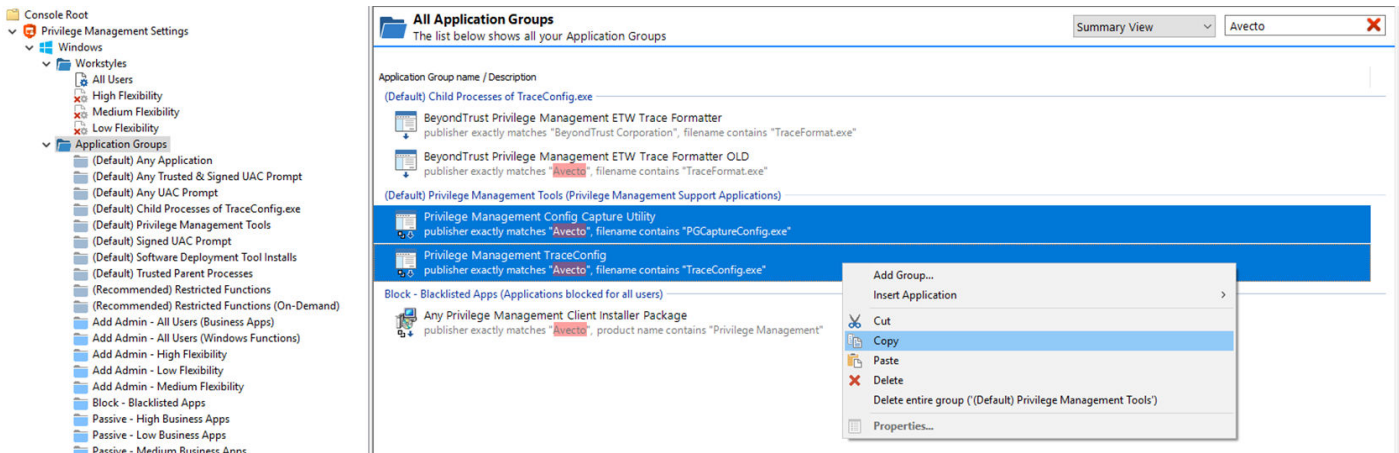 Console Root
Privilege Management Settings
Windows
Workstyles
All Users
High Flexibility
Medium Flexibility
Low Flexibility
Application Groups
(Default) Any Application
(Default) Any Trusted & Signed UAC Prompt
(Default) Any UAC Prompt
(Default) Child Processes of TraceConfig.exe
(Default) Privilege Management Tools
(Default) Signed UAC Prompt
(Default) Software Deployment Tool Installs
(Default) Trusted Parent Processes
(Recommended) Restricted Functions
(Recommended) Restricted Functions (On-Demand)
Add Admin - All Users (Business Apps)
Add Admin - All Users (Windows Functions)
Add Admin - High Flexibility
Add Admin - Low Flexibility
Add Admin - Medium Flexibility
Block - Blacklisted Apps
Passive - High Business Apps
Passive - Low Business Apps
Passive - Medium Business Apps
All Application Groups
The list below shows all your Application Groups
Summary View
Avecto
Application Group name / Description
(Default) Child Processes of TraceConfig.exe
BeyondTrust Privilege Management ETW Trace Formatter
publisher exactly matches "BeyondTrust Corporation", filename contains "TraceFormat.exe"
BeyondTrust Privilege Management ETW Trace Formatter OLD
publisher exactly matches "Avecto", filename contains "TraceFormat.exe"
(Default) Privilege Management Tools (Privilege Management Support Applications)
Privilege Management Config Capture Utility
publisher exactly matches "Avecto", filename contains "PGCaptureConfig.exe"
Privilege Management TraceConfig
publisher exactly matches "Avecto", filename contains "TraceConfig.exe"
Block - Blacklisted Apps (Applications blocked for all users)
Any Privilege Management Client Installer Package
publisher exactly matches "Avecto", product name contains "Privilege Management"
Add Group...
Insert Application
Cut
Copy
Paste
Delete
Delete entire group ('(Default) Privilege Management Tools')
Properties...